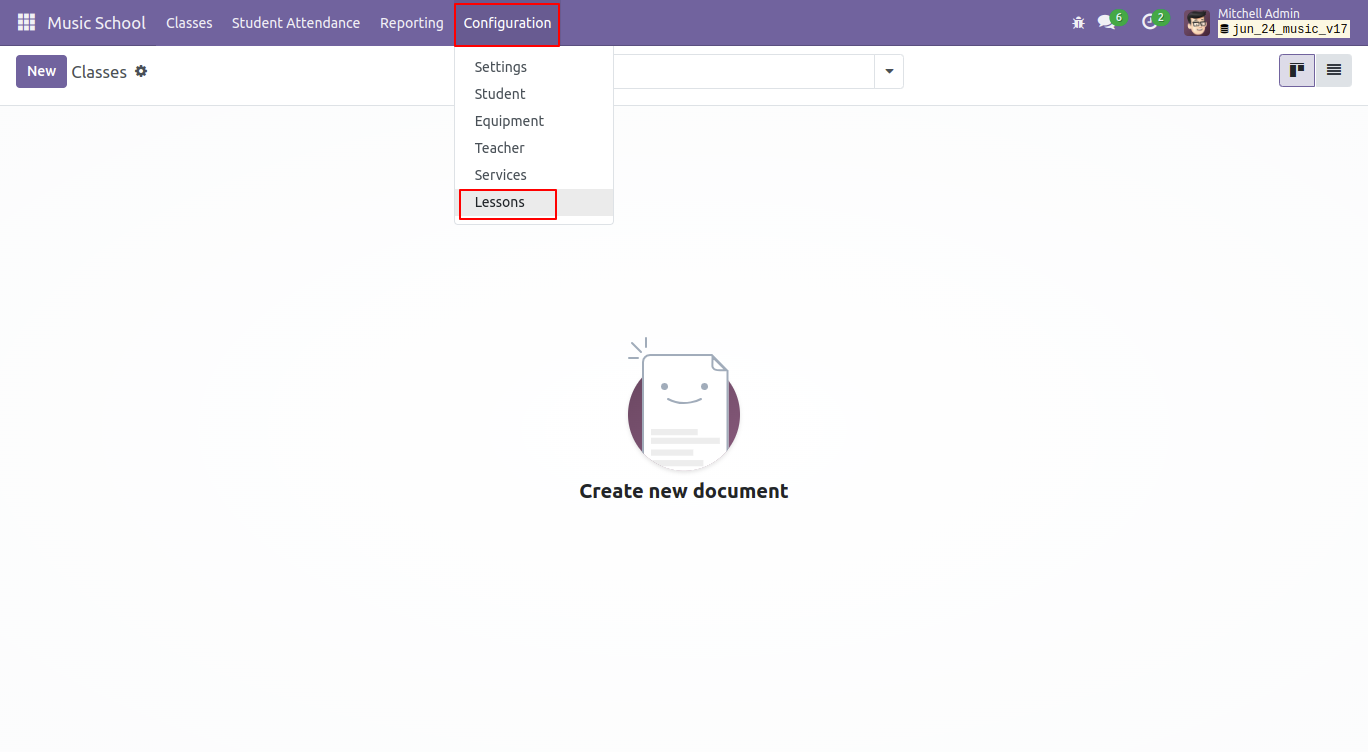 Music School Classes Student Attendance Reporting Configuration 6 2 Mitchell Admin
jun_24_music_v17
New Classes
Settings
Student
Equipment
Teacher
Services
Lessons
Create new document